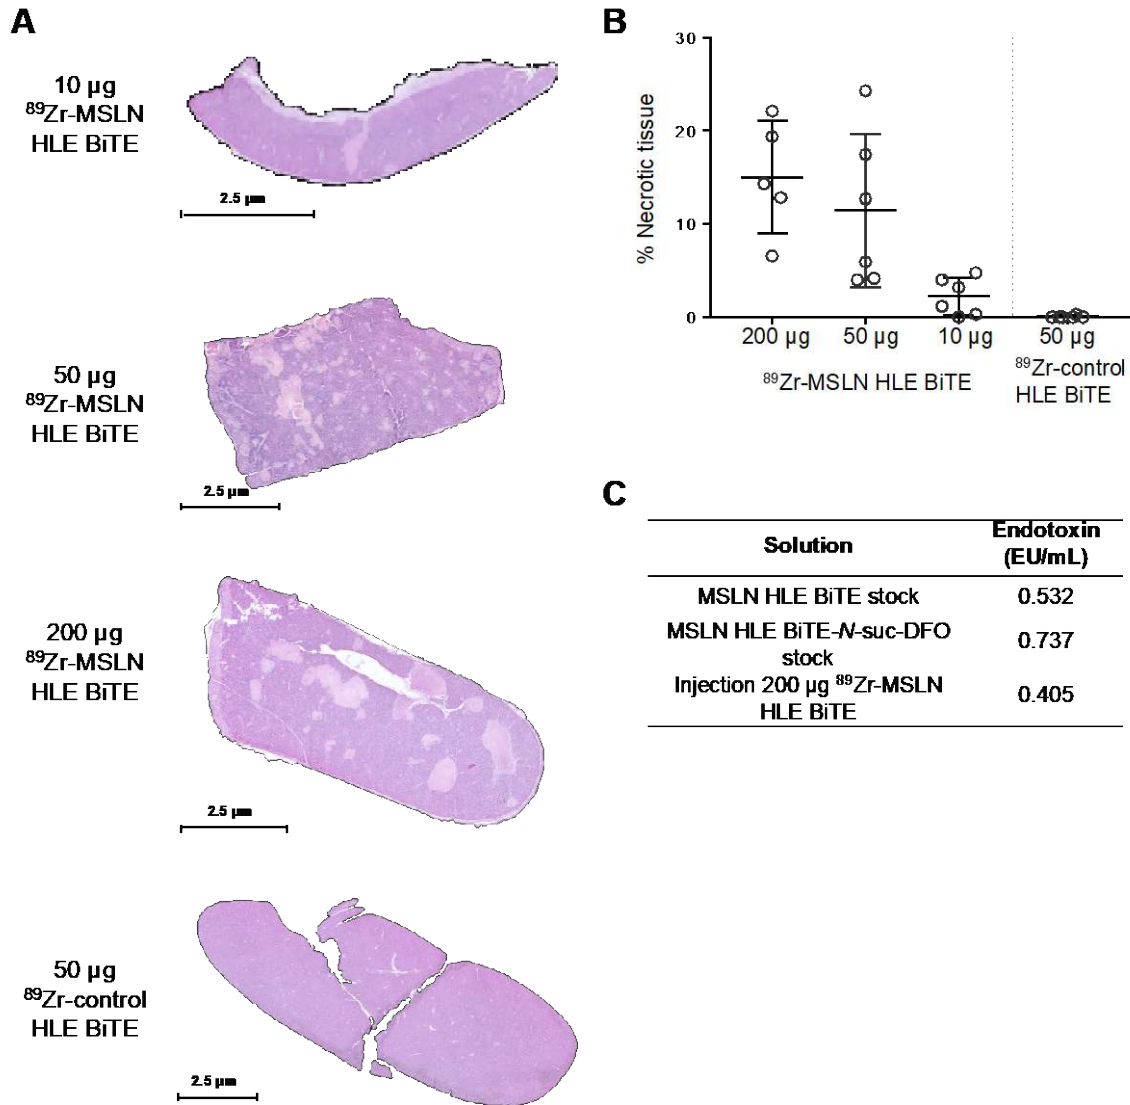 A
10 µg
⁸⁹Zr-MSLN
HLE BiTE
2.5 µm
50 µg
⁸⁹Zr-MSLN
HLE BiTE
2.5 µm
200 µg
⁸⁹Zr-MSLN
HLE BiTE
2.5 µm
50 µg
⁸⁹Zr-control
HLE BiTE
2.5 µm
B
% Necrotic tissue
30
20
10
0
200 µg
50 µg
10 µg
50 µg
⁸⁹Zr-MSLN HLE BiTE
⁸⁹Zr-control
HLE BiTE
C
Solution
Endotoxin
(EU/mL)
MSLN HLE BiTE stock
0.532
MSLN HLE BiTE-N-suc-DFO
stock
0.737
Injection 200 µg ⁸⁹Zr-MSLN
HLE BiTE
0.405